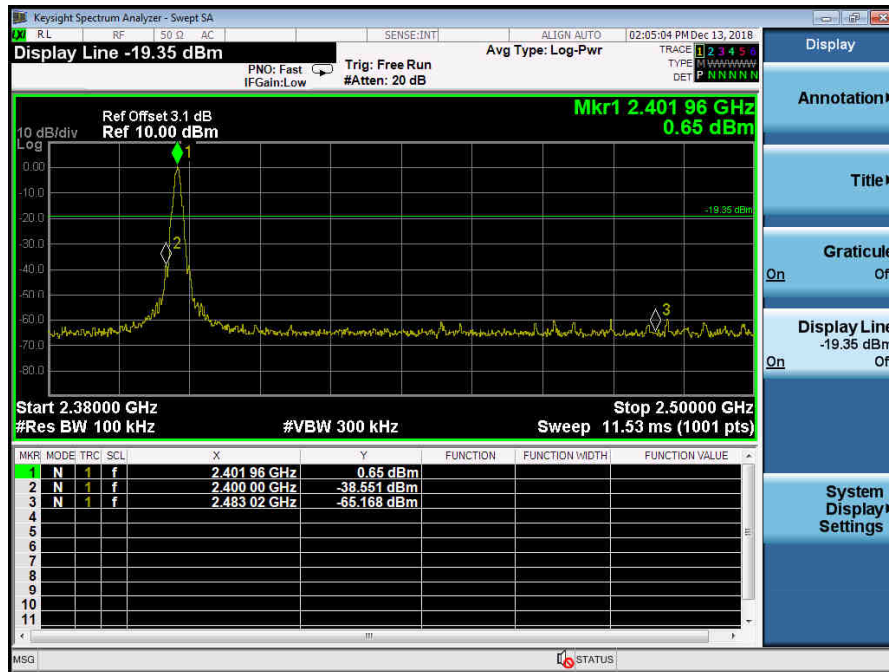 Keysight Spectrum Analyzer - Swept SA
LXI RL RF 50 Ω AC SENSE:INT ALIGN AUTO 02:05:04 PM Dec 13, 2018
Display Line -19.35 dBm
Avg Type: Log-Pwr
TRACE 1 2 3 4 5 6
TYPE M W W W W W
DET P N N N N N
PNO: Fast
IFGain:Low
Trig: Free Run
#Atten: 20 dB
Mkr1 2.401 96 GHz
0.65 dBm
Ref Offset 3.1 dB
10 dB/div Ref 10.00 dBm
Log
1
0.00
-10.0
-20.0
-19.35 dBm
-30.0
2
-40.0
-50.0
-60.0
3
-70.0
-80.0
Start 2.38000 GHz Stop 2.50000 GHz
#Res BW 100 kHz #VBW 300 kHz Sweep 11.53 ms (1001 pts)
MKR MODE TRC SCL X Y FUNCTION FUNCTION WIDTH FUNCTION VALUE
1 N 1 f 2.401 96 GHz 0.65 dBm
2 N 1 f 2.400 00 GHz -38.551 dBm
3 N 1 f 2.483 02 GHz -65.168 dBm
4
5
6
7
8
9
10
11
MSG STATUS
Display
Annotation
Title
Graticule
On Of
Display Line
-19.35 dBm
On Of
System
Display
Settings